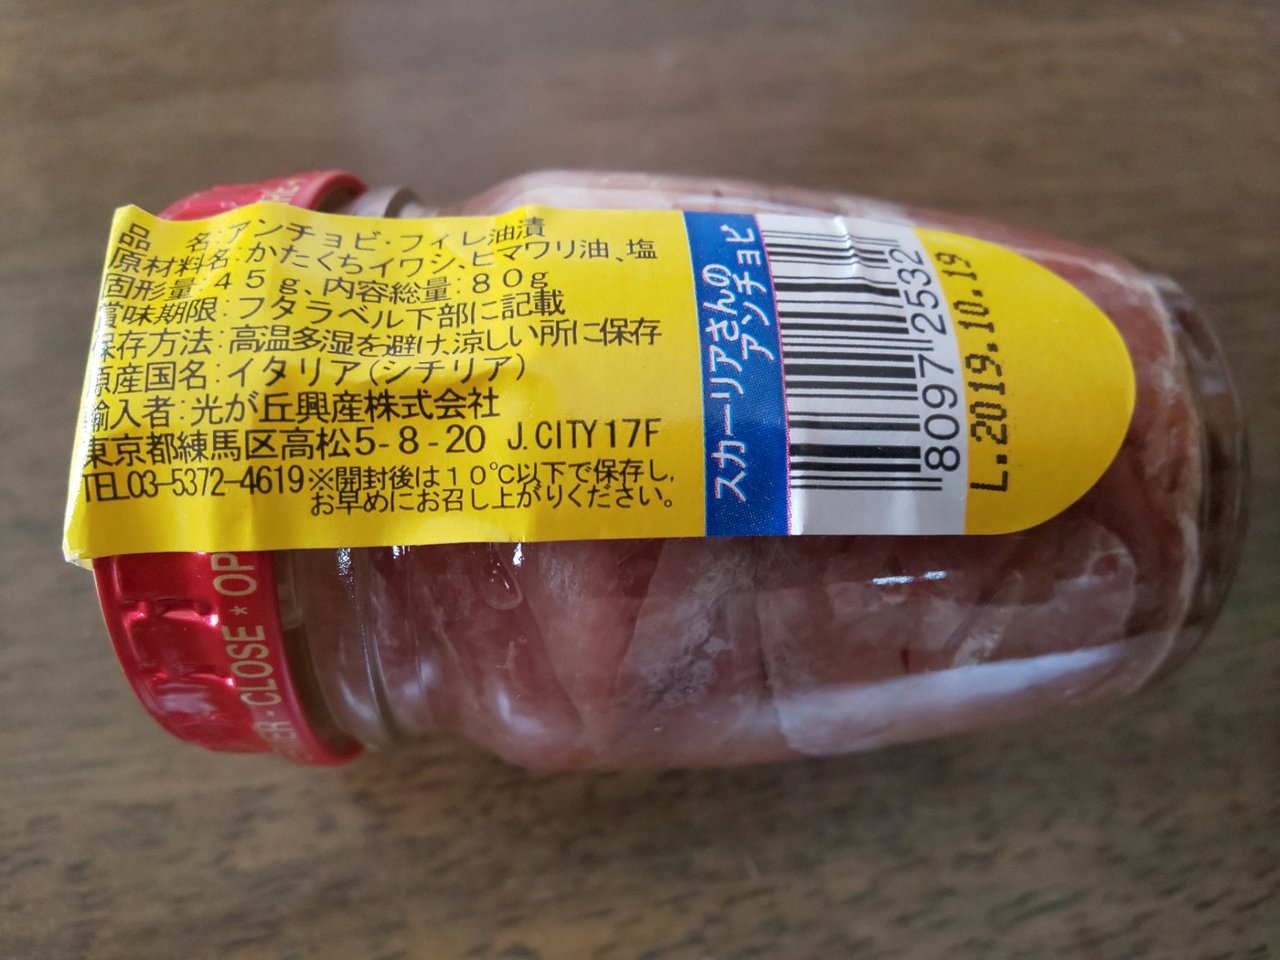 品 名:アンチョビ・フィレ油漬
原材料名:かたくちイワシ、ヒマワリ油、塩
固形量:45g、内容総量:80g
賞味期限:フタラベル下部に記載
保存方法:高温多湿を避け、涼しい所に保存
原産国名:イタリア(シチリア)
輸入者:光が丘興産株式会社
東京都練馬区高松5-8-20 J.CITY17F
TEL03-5372-4619※開封後は10℃以下で保存し、
お早めにお召し上がりください。
スカーリアさんの
アンチョビ
80972532
L.2019.10.19
CLOSE * OP